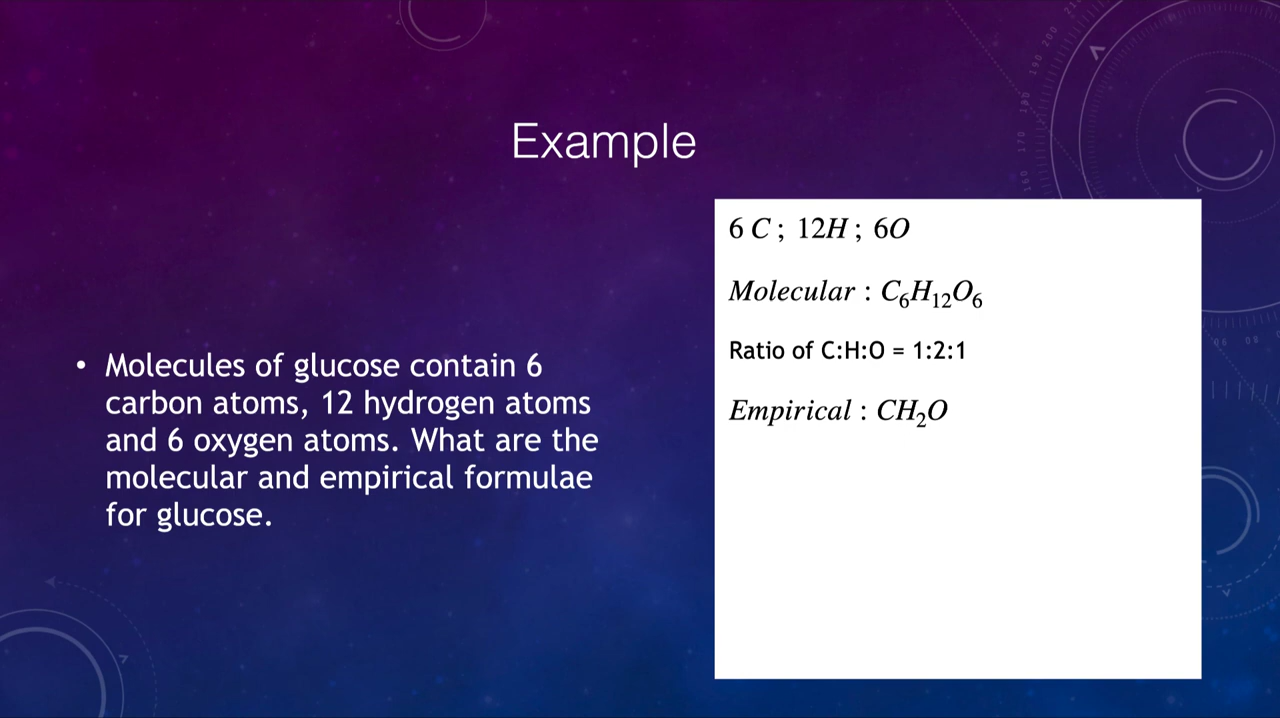 Example
• Molecules of glucose contain 6
carbon atoms, 12 hydrogen atoms
and 6 oxygen atoms. What are the
molecular and empirical formulae
for glucose.
6 C ; 12H ; 6O
Molecular : C₆H₁₂O₆
Ratio of C:H:O = 1:2:1
Empirical : CH₂O